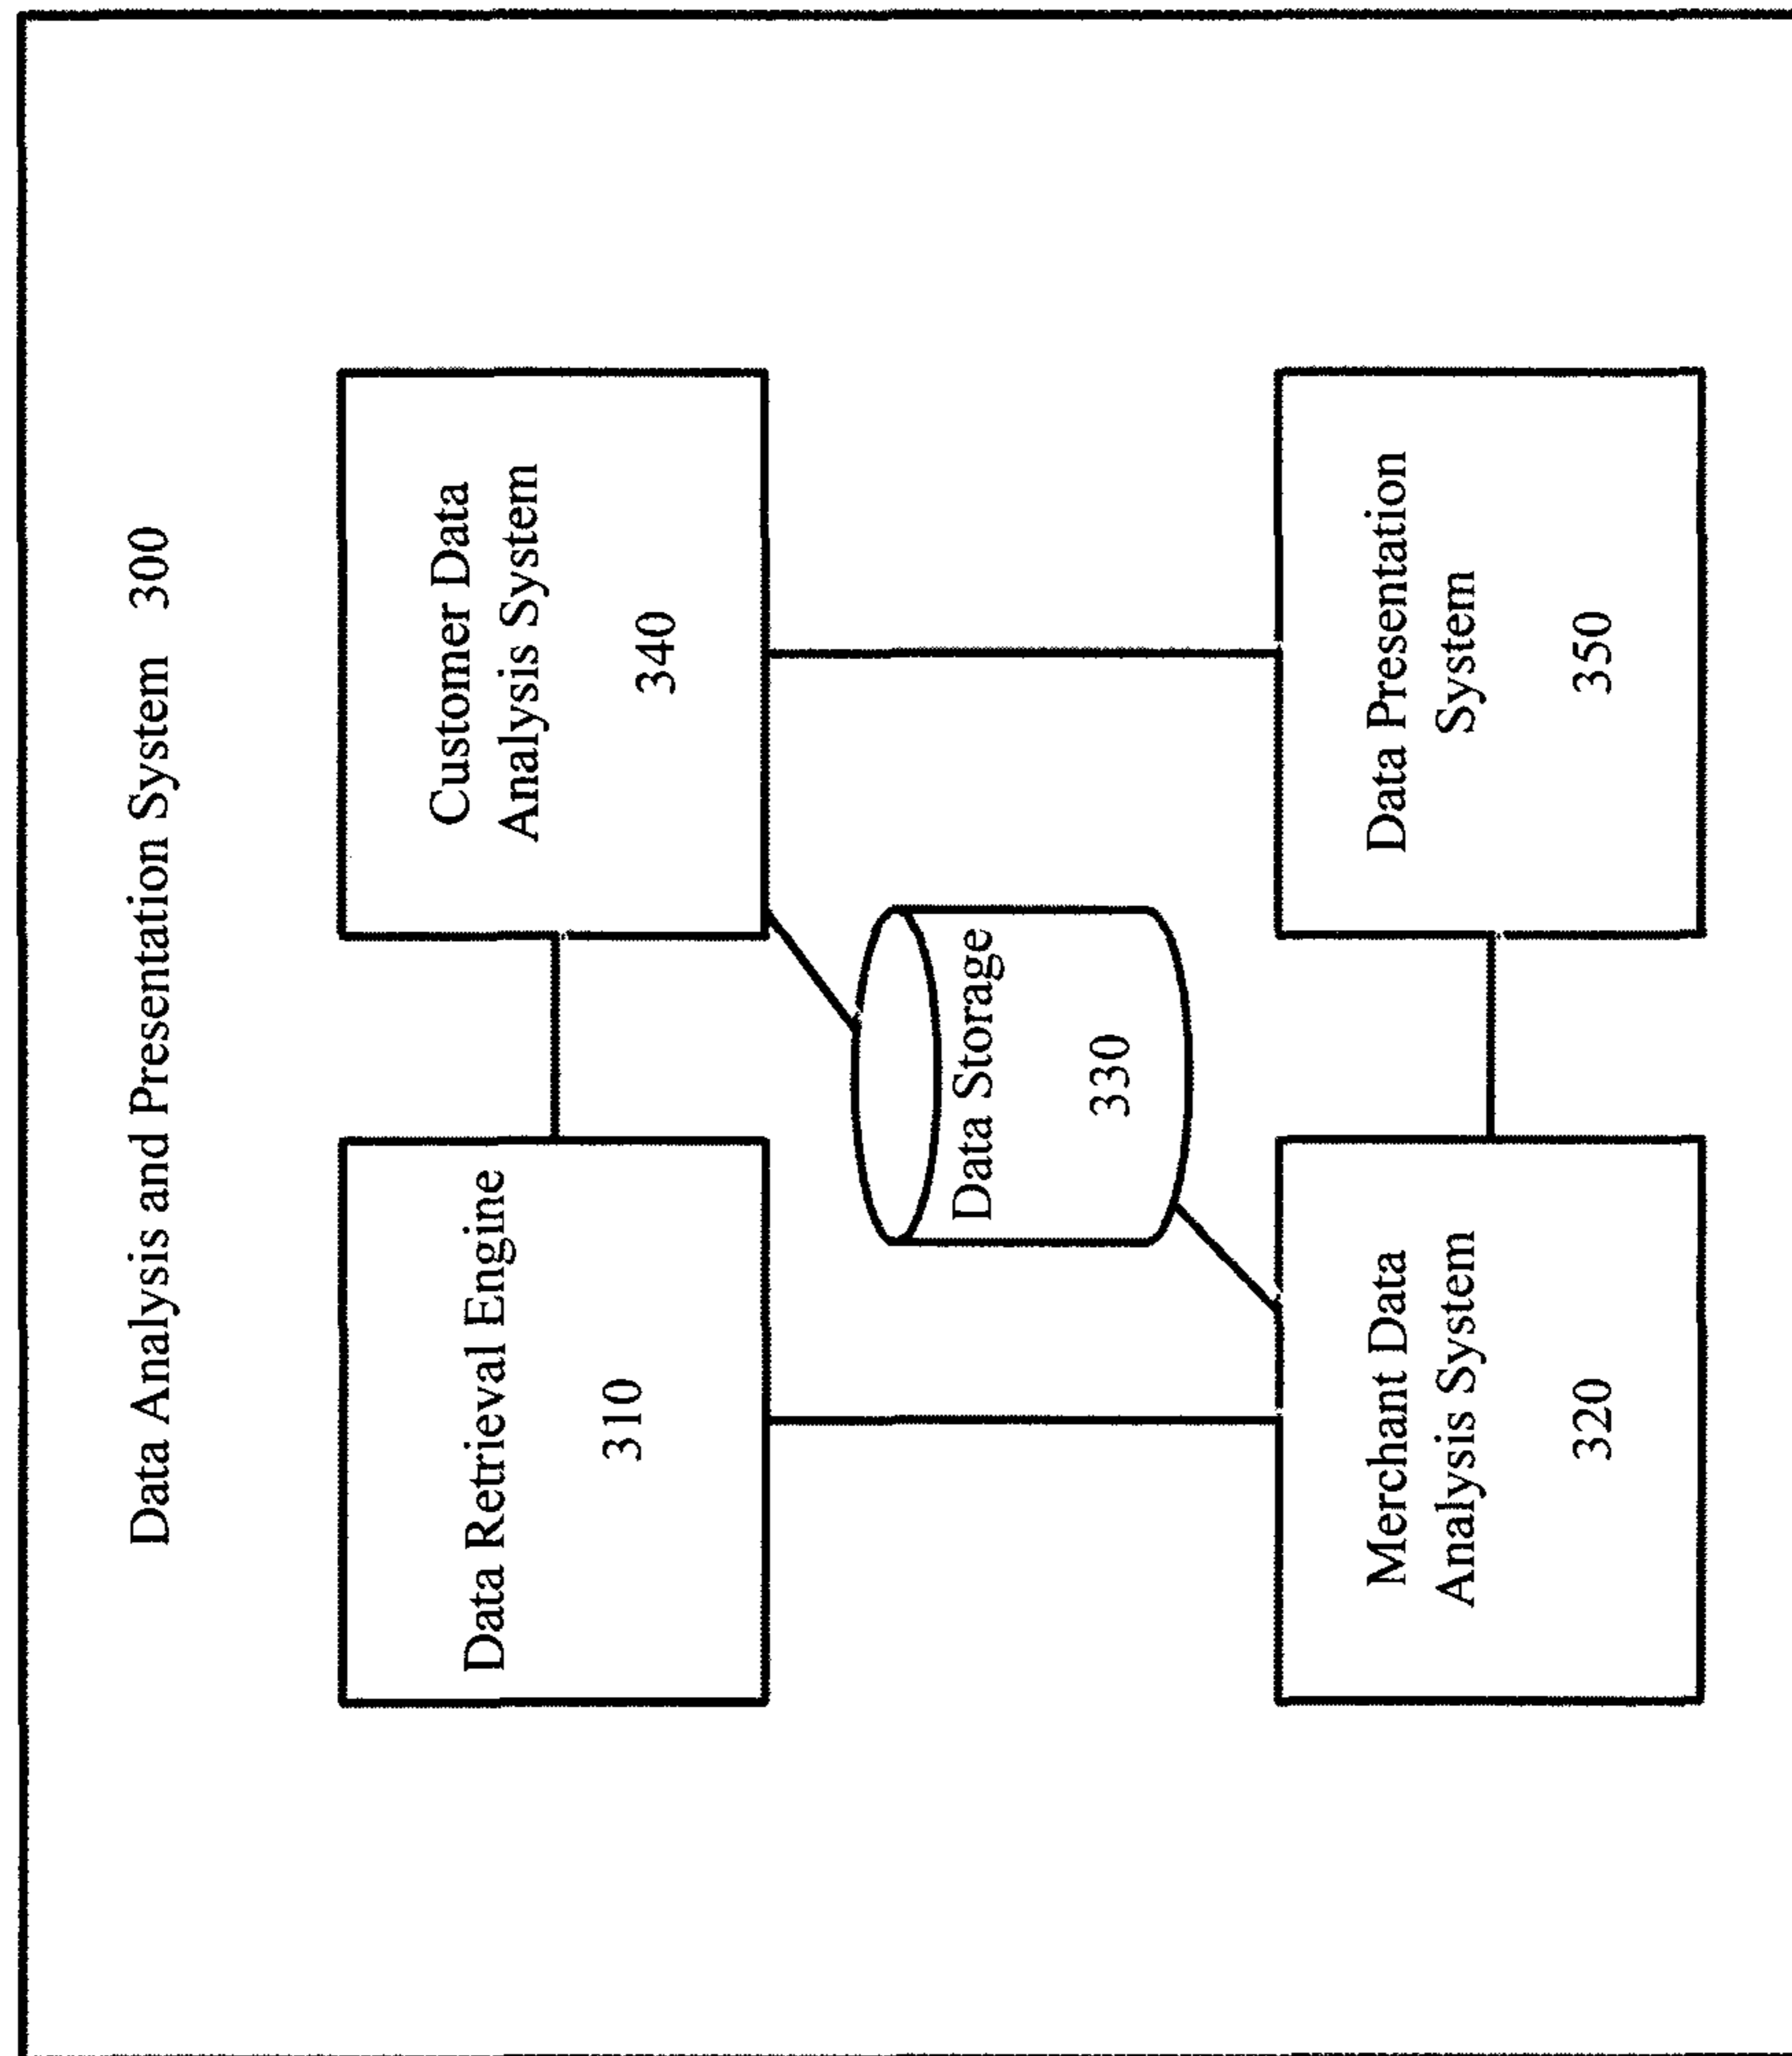 Data Analysis and Presentation System 300
Data Retrieval Engine
310
Customer Data
Analysis System
340
Data Storage
330
Merchant Data
Analysis System
320
Data Presentation
System
350